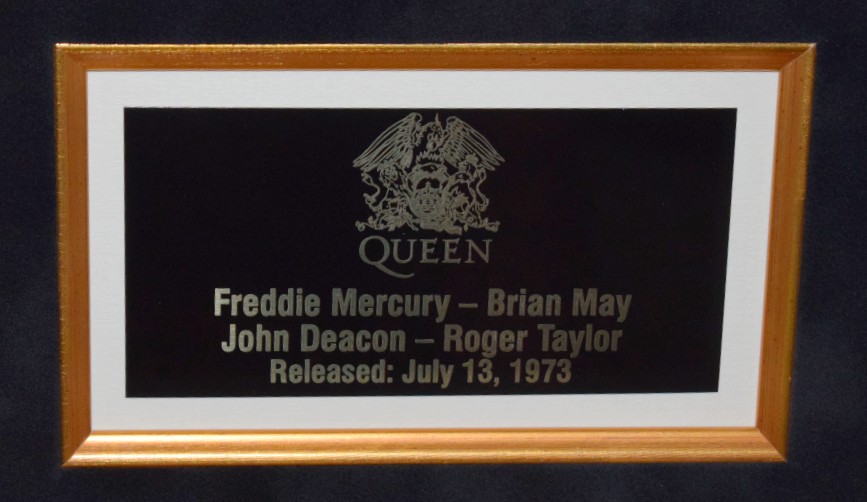 QUEEN
Freddie Mercury – Brian May
John Deacon – Roger Taylor
Released: July 13, 1973